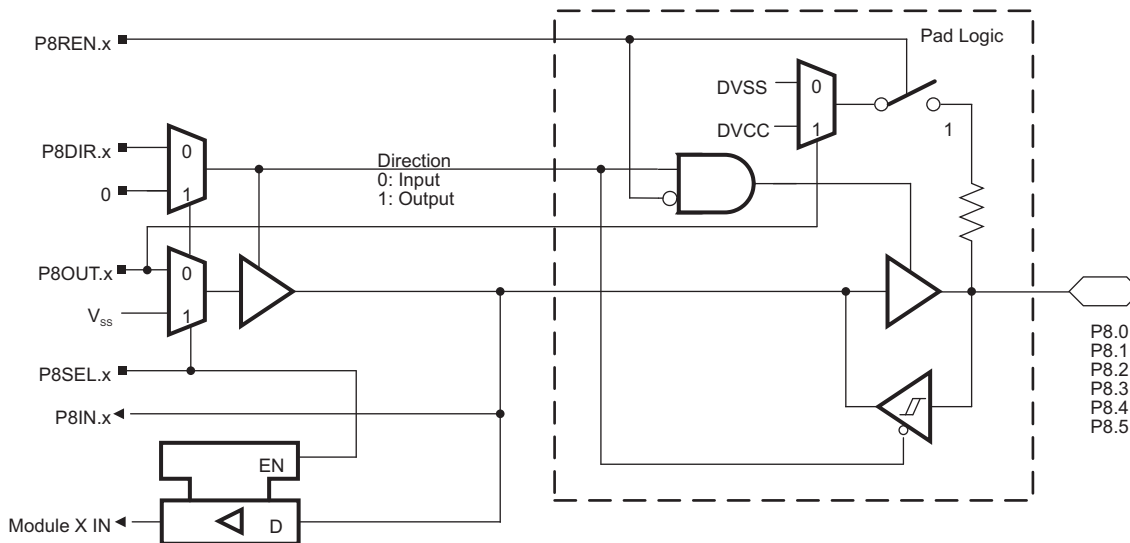 P8REN.x
Pad Logic
DVSS
0
DVCC
1
1
P8DIR.x
0
0
1
Direction
0: Input
1: Output
P8OUT.x
0
VSS
1
P8SEL.x
P8IN.x
EN
Module X IN
D
P8.0
P8.1
P8.2
P8.3
P8.4
P8.5